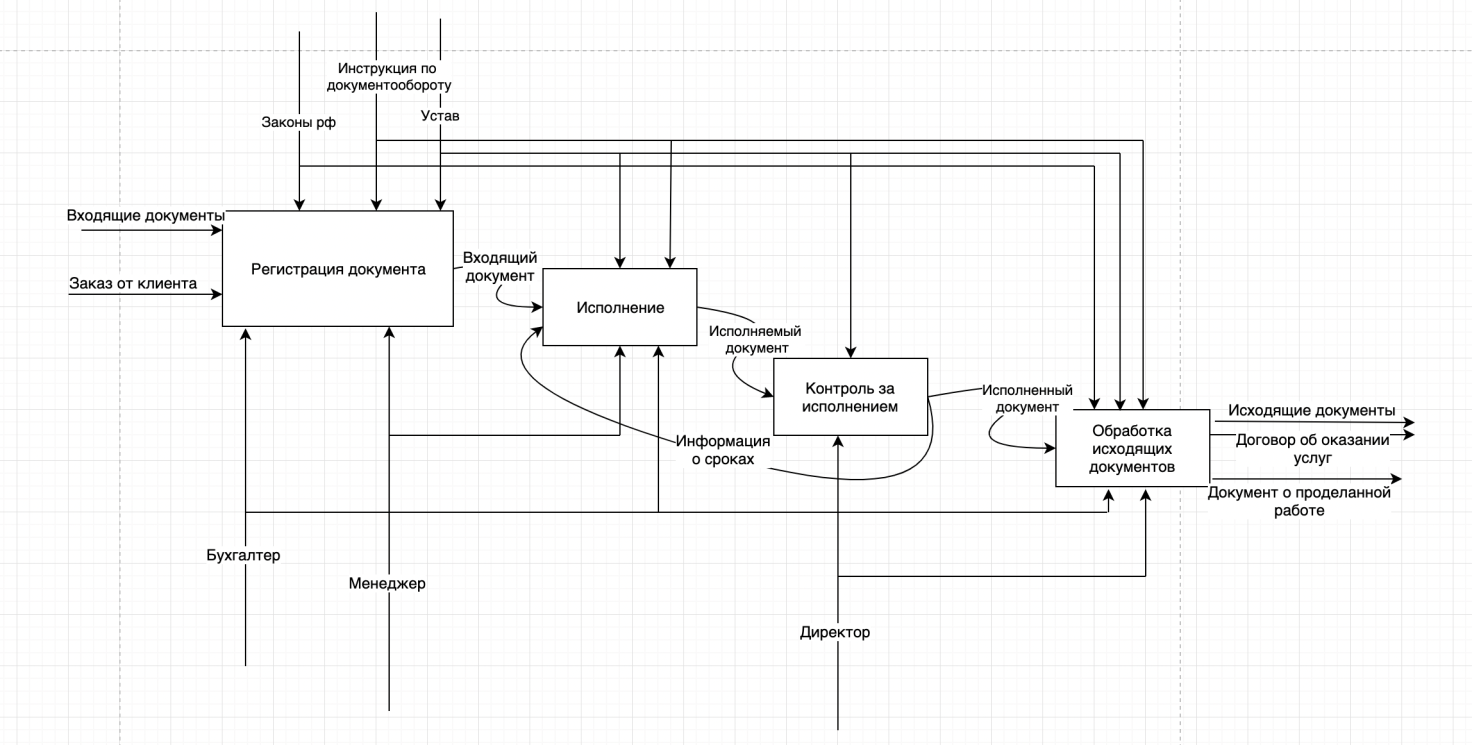 Инструкция по
документообороту
Устав
Законы рф
Входящие документы
Заказ от клиента
Регистрация документа
Входящий
документ
Исполнение
Исполняемый
документ
Контроль за
исполнением
Исполненный
документ
Информация
о сроках
Обработка
исходящих
документов
Исходящие документы
Договор об оказании
услуг
Документ о проделанной
работе
Бухгалтер
Менеджер
Директор